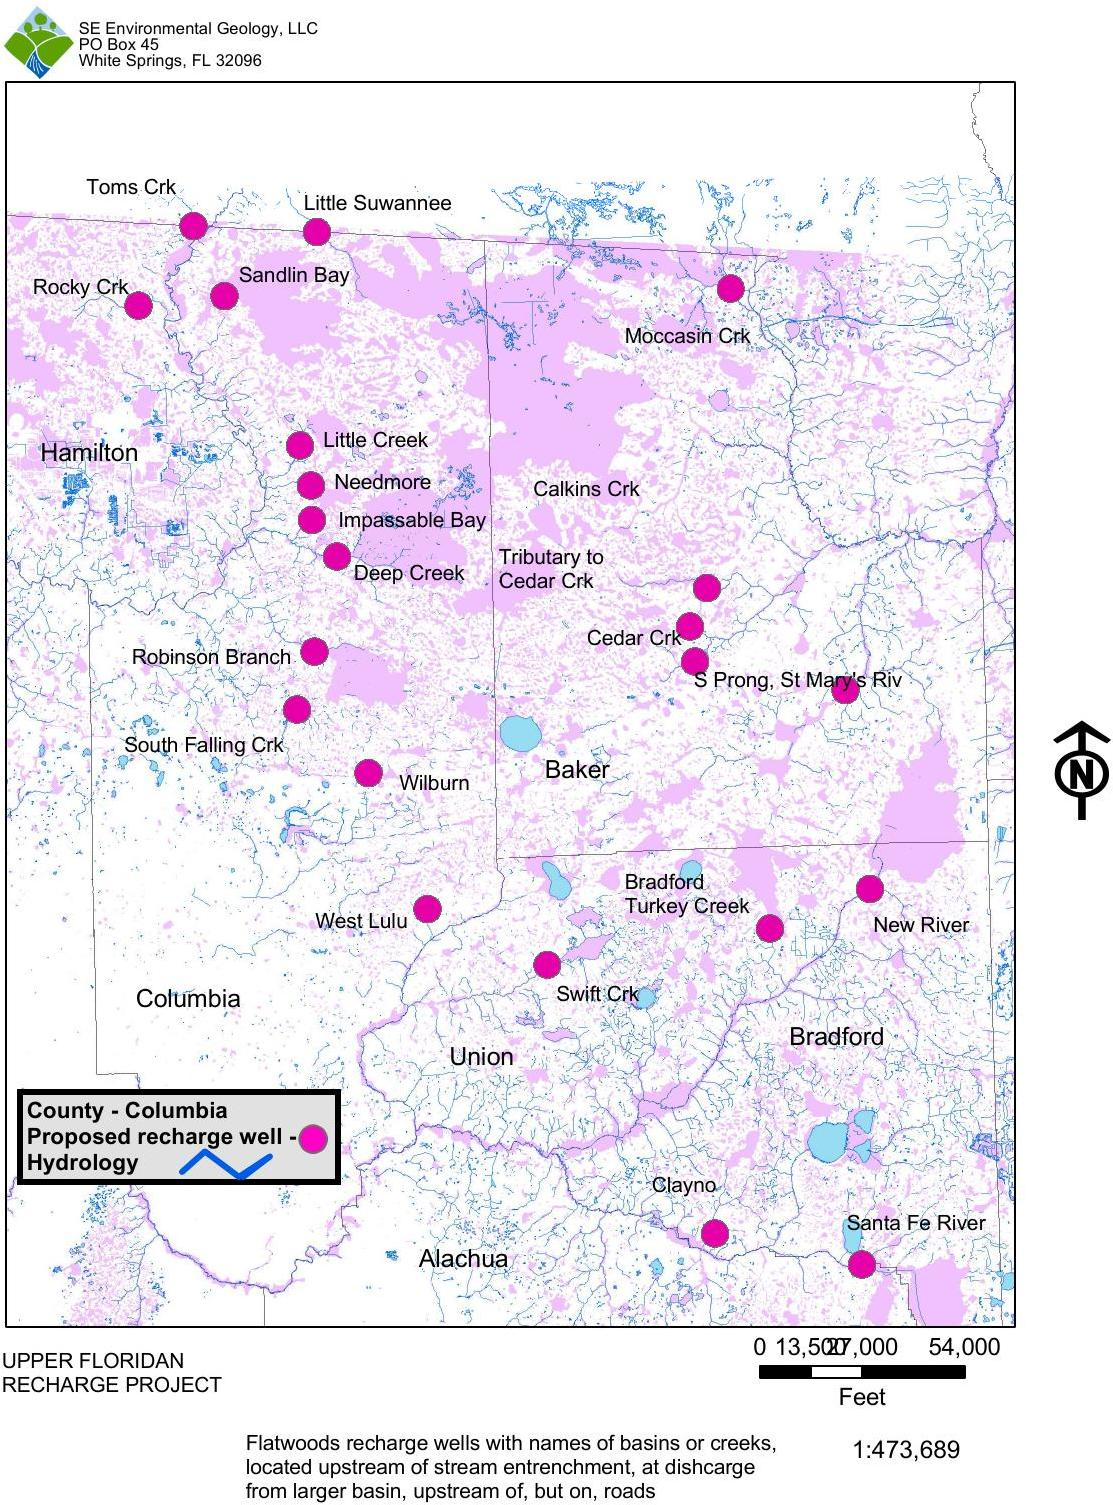 SE Environmental Geology, LLC
PO Box 45
White Springs, FL 32096
Toms Crk
Little Suwannee
Sandlin Bay
Rocky Crk
Moccasin Crk
Little Creek
Hamilton
Needmore
Calkins Crk
Impassable Bay
Tributary to
Cedar Crk
Deep Creek
Cedar Crk
Robinson Branch
S Prong, St Mary's Riv
South Falling Crk
Baker
Wilburn
Bradford
Turkey Creek
West Lulu
New River
Swift Crk
Columbia
Bradford
Union
County - Columbia
Proposed recharge well -
Hydrology
Clayno
Santa Fe River
Alachua
N
UPPER FLORIDAN
RECHARGE PROJECT
0 13,500 27,000 54,000
Feet
Flatwoods recharge wells with names of basins or creeks,
located upstream of stream entrenchment, at dishcarge
from larger basin, upstream of, but on, roads
1:473,689